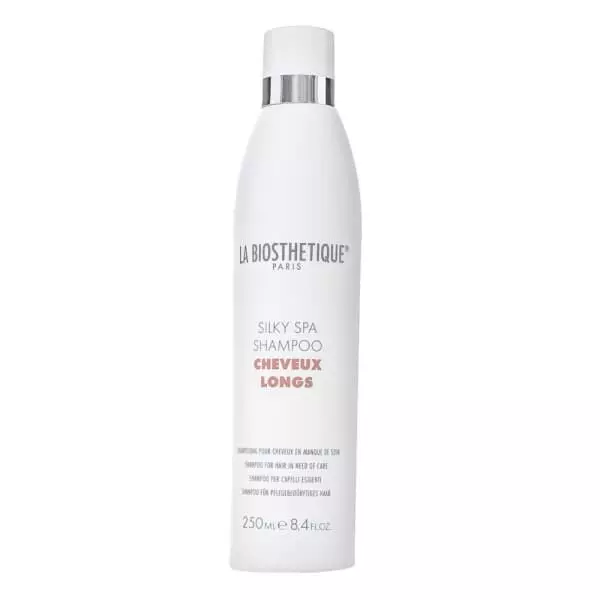 LA BIOSTHETIQUE®
PARIS
SILKY SPA
SHAMPOO
CHEVEUX
LONGS
SHAMPOOING POUR CHEVEUX EN MANQUE DE SOIN
SHAMPOO FOR HAIR IN NEED OF CARE
SHAMPOO PER CAPELLI ESIGENTI
SHAMPOO FÜR PFLEGEBEDÜRFTIGES HAAR
250 ML ℮ 8,4 FL.OZ.